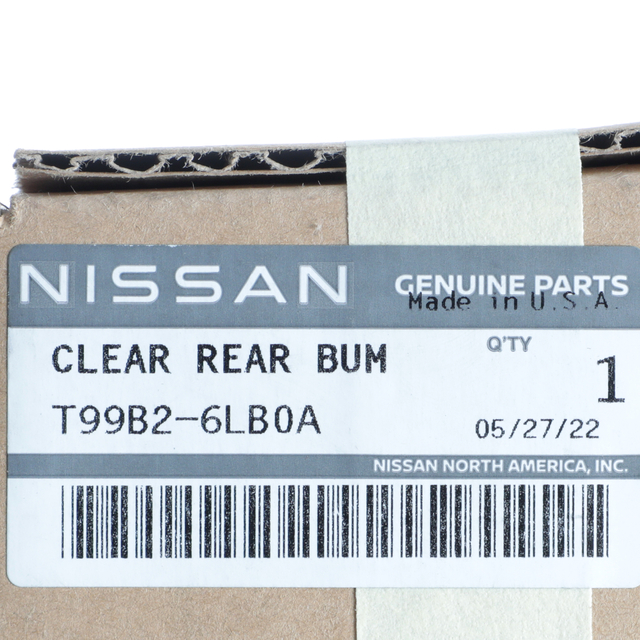 NISSAN GENUINE PARTS
Made in U.S.A.
CLEAR REAR BUM
Q'TY 1
T99B2-6LB0A
05/27/22
NISSAN NORTH AMERICA, INC.